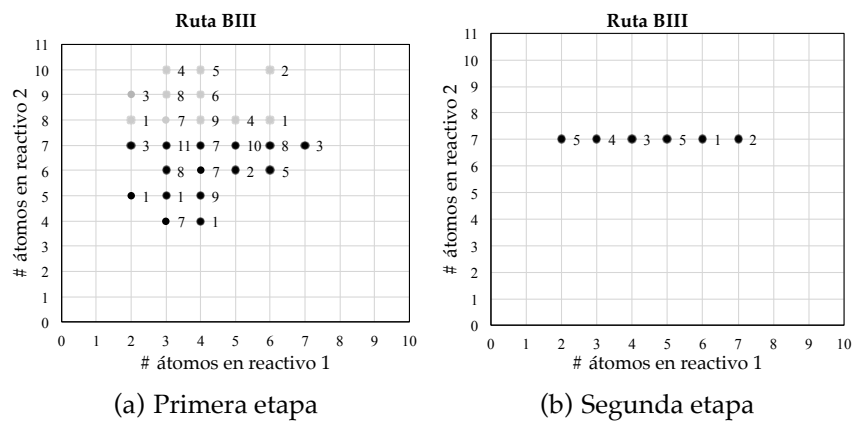 Ruta BIII
11
10
9
8
7
6
5
4
3
2
1
0
# átomos en reactivo 2
4 5 2
3 8 6
1 7 9 4 1
3 11 7 10 8 3
8 7 2 5
1 1 9
7 1
0 1 2 3 4 5 6 7 8 9 10
# átomos en reactivo 1
(a) Primera etapa
Ruta BIII
11
10
9
8
7
6
5
4
3
2
1
0
# átomos en reactivo 2
5 4 3 5 1 2
0 1 2 3 4 5 6 7 8 9 10
# átomos en reactivo 1
(b) Segunda etapa